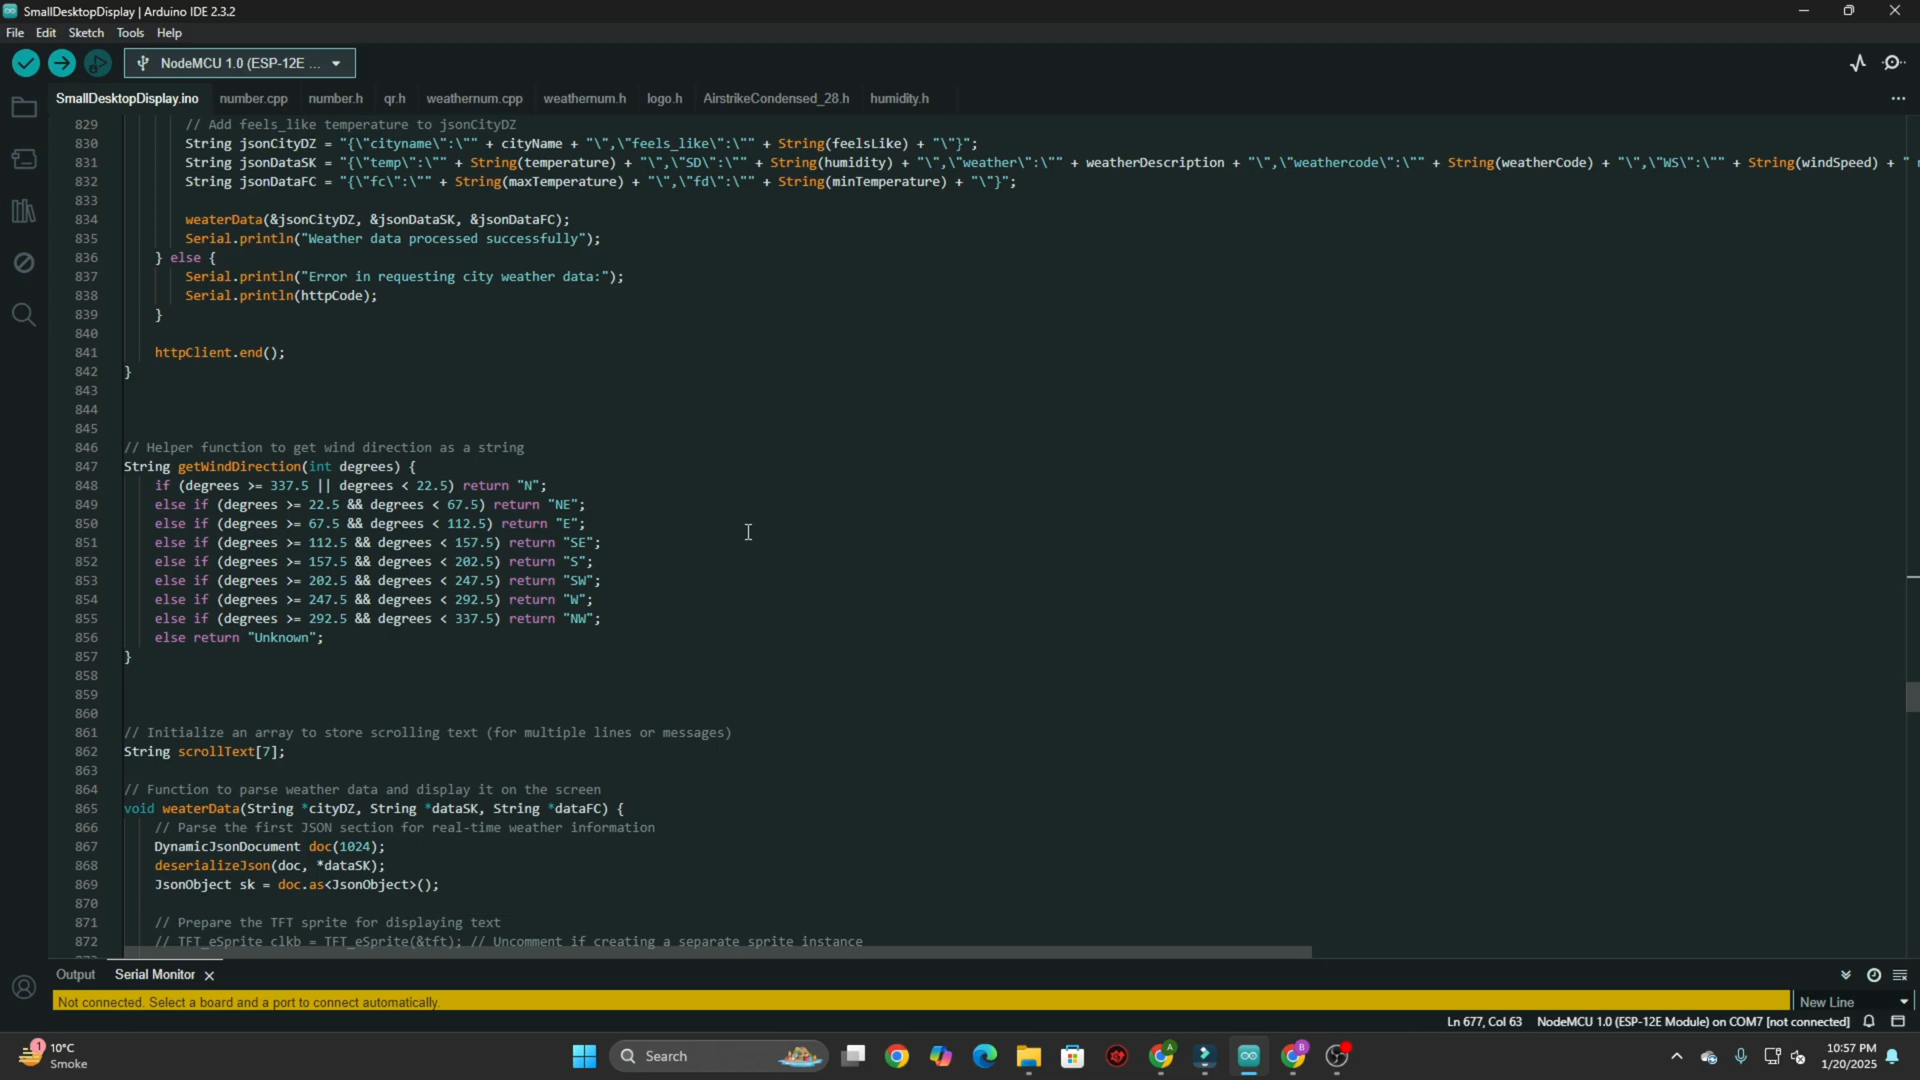 SmallDesktopDisplay | Arduino IDE 2.3.2
File Edit Sketch Tools Help
NodeMCU 1.0 (ESP-12E ...
SmallDesktopDisplay.ino number.cpp number.h qr.h weathernum.cpp weathernum.h logo.h AirstrikeCondensed_28.h humidity.h
829 // Add feels_like temperature to jsonCityDZ
830 String jsonCityDZ = "{\"cityname\":\"" + cityName + "\",\"feels_like\":\"" + String(feelsLike) + "\"}";
831 String jsonDataSK = "{\"temp\":\"" + String(temperature) + "\",\"SD\":\"" + String(humidity) + "\",\"weather\":\"" + weatherDescription + "\",\"weathercode\":\"" + String(weatherCode) + "\",\"WS\":\"" + String(windSpeed) + "
832 String jsonDataFC = "{\"fc\":\"" + String(maxTemperature) + "\",\"fd\":\"" + String(minTemperature) + "\"}";
833
834 weaterData(&jsonCityDZ, &jsonDataSK, &jsonDataFC);
835 Serial.println("Weather data processed successfully");
836 } else {
837 Serial.println("Error in requesting city weather data:");
838 Serial.println(httpCode);
839 }
840
841 httpClient.end();
842 }
843
844
845
846 // Helper function to get wind direction as a string
847 String getWindDirection(int degrees) {
848 if (degrees >= 337.5 || degrees < 22.5) return "N";
849 else if (degrees >= 22.5 && degrees < 67.5) return "NE";
850 else if (degrees >= 67.5 && degrees < 112.5) return "E";
851 else if (degrees >= 112.5 && degrees < 157.5) return "SE";
852 else if (degrees >= 157.5 && degrees < 202.5) return "S";
853 else if (degrees >= 202.5 && degrees < 247.5) return "SW";
854 else if (degrees >= 247.5 && degrees < 292.5) return "W";
855 else if (degrees >= 292.5 && degrees < 337.5) return "NW";
856 else return "Unknown";
857 }
858
859
860
861 // Initialize an array to store scrolling text (for multiple lines or messages)
862 String scrollText[7];
863
864 // Function to parse weather data and display it on the screen
865 void weaterData(String *cityDZ, String *dataSK, String *dataFC) {
866 // Parse the first JSON section for real-time weather information
867 DynamicJsonDocument doc(1024);
868 deserializeJson(doc, *dataSK);
869 JsonObject sk = doc.as<JsonObject>();
870
871 // Prepare the TFT sprite for displaying text
872 // TFT_eSprite clkb = TFT_eSprite(&tft); // Uncomment if creating a separate sprite instance
Output Serial Monitor
Not connected. Select a board and a port to connect automatically.
New Line
Ln 677, Col 63 NodeMCU 1.0 (ESP-12E Module) on COM7 [not connected]
1
10°C
Smoke
Search
A
B
10:57 PM
1/20/2025